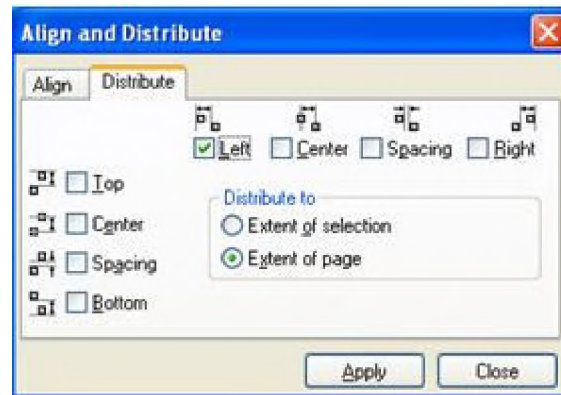 Align and Distribute
Align Distribute
Left Center Spacing Right
Top
Distribute to
Center
Extent of selection
Spacing
Extent of page
Bottom
Apply Close